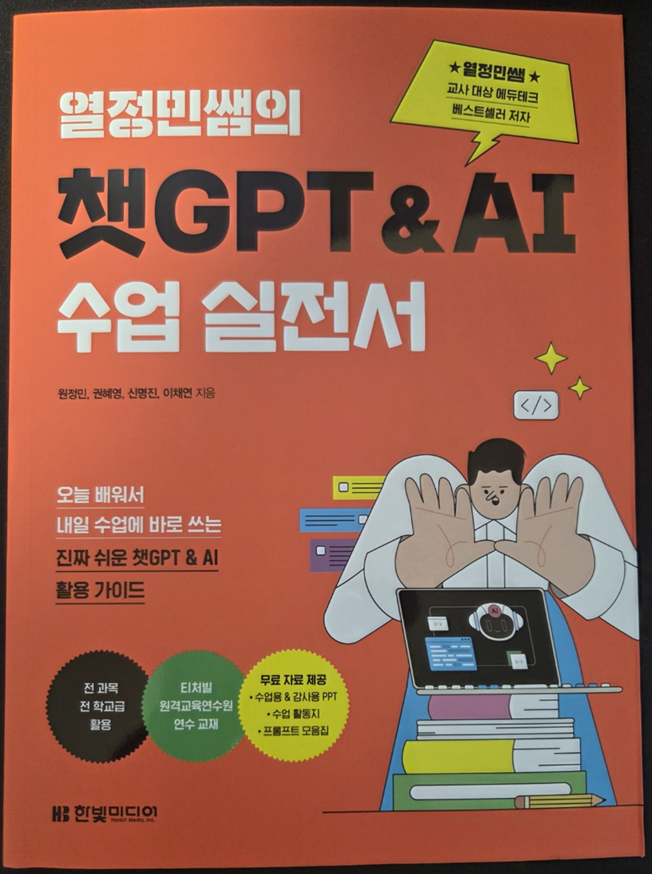 ★열정민쌤★
교사 대상 에듀테크
베스트셀러 저자
열정민쌤의
챗GPT & AI
수업 실전서
원정민, 권혜영, 신명진, 이채연 지음
</>
오늘 배워서
내일 수업에 바로 쓰는
진짜 쉬운 챗GPT & AI
활용 가이드
AI
전 과목
전 학교급
활용
티처빌
원격교육연수원
연수 교재
무료 자료 제공
• 수업용 & 강사용 PPT
• 수업 활동지
• 프롬프트 모음집
HB 한빛미디어
Hanbit Media, Inc.